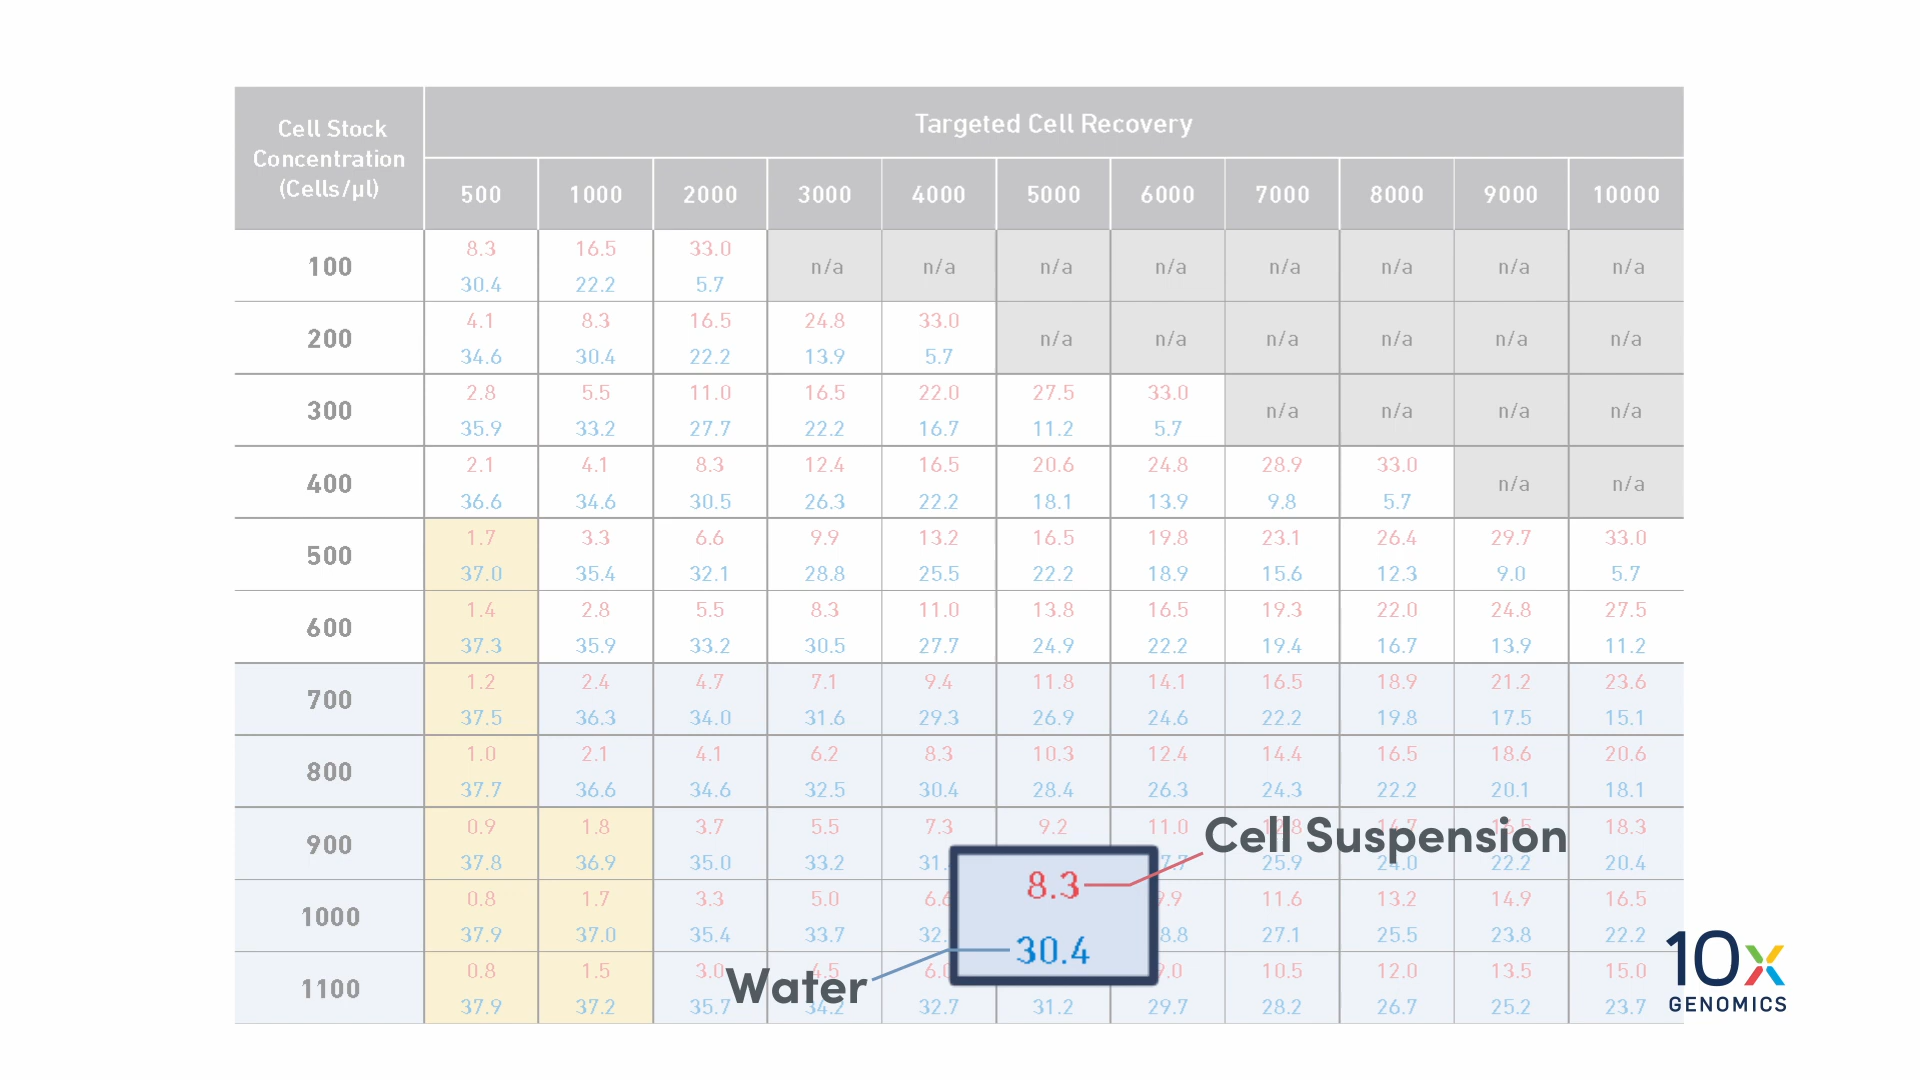 Cell Stock
Concentration
(Cells/µl)
Targeted Cell Recovery
500 1000 2000 3000 4000 5000 6000 7000 8000 9000 10000
100
8.3 16.5 33.0 n/a n/a n/a n/a n/a n/a n/a n/a
30.4 22.2 5.7
200
4.1 8.3 16.5 24.8 33.0 n/a n/a n/a n/a n/a n/a
34.6 30.4 22.2 13.9 5.7
300
2.8 5.5 11.0 16.5 22.0 27.5 33.0 n/a n/a n/a n/a
35.9 33.2 27.7 22.2 16.7 11.2 5.7
400
2.1 4.1 8.3 12.4 16.5 20.6 24.8 28.9 33.0 n/a n/a
36.6 34.6 30.5 26.3 22.2 18.1 13.9 9.8 5.7
500
1.7 3.3 6.6 9.9 13.2 16.5 19.8 23.1 26.4 29.7 33.0
37.0 35.4 32.1 28.8 25.5 22.2 18.9 15.6 12.3 9.0 5.7
600
1.4 2.8 5.5 8.3 11.0 13.8 16.5 19.3 22.0 24.8 27.5
37.3 35.9 33.2 30.5 27.7 24.9 22.2 19.4 16.7 13.9 11.2
700
1.2 2.4 4.7 7.1 9.4 11.8 14.1 16.5 18.9 21.2 23.6
37.5 36.3 34.0 31.6 29.3 26.9 24.6 22.2 19.8 17.5 15.1
800
1.0 2.1 4.1 6.2 8.3 10.3 12.4 14.4 16.5 18.6 20.6
37.7 36.6 34.6 32.5 30.4 28.4 26.3 24.3 22.2 20.1 18.1
900
0.9 1.8 3.7 5.5 7.3 9.2 11.0 18.3
37.8 36.9 35.0 33.2 25.9 24.0 22.2 20.4
Cell Suspension
8.3
30.4
Water
1000
0.8 1.7 3.3 5.0 11.6 13.2 14.9 16.5
37.9 37.0 35.4 33.7 27.1 25.5 23.8 22.2
1100
0.8 1.5 3.0 4.5 10.5 12.0 13.5 15.0
37.9 37.2 35.7 34.2 32.7 31.2 29.7 28.2 26.7 25.2 23.7
10x
GENOMICS